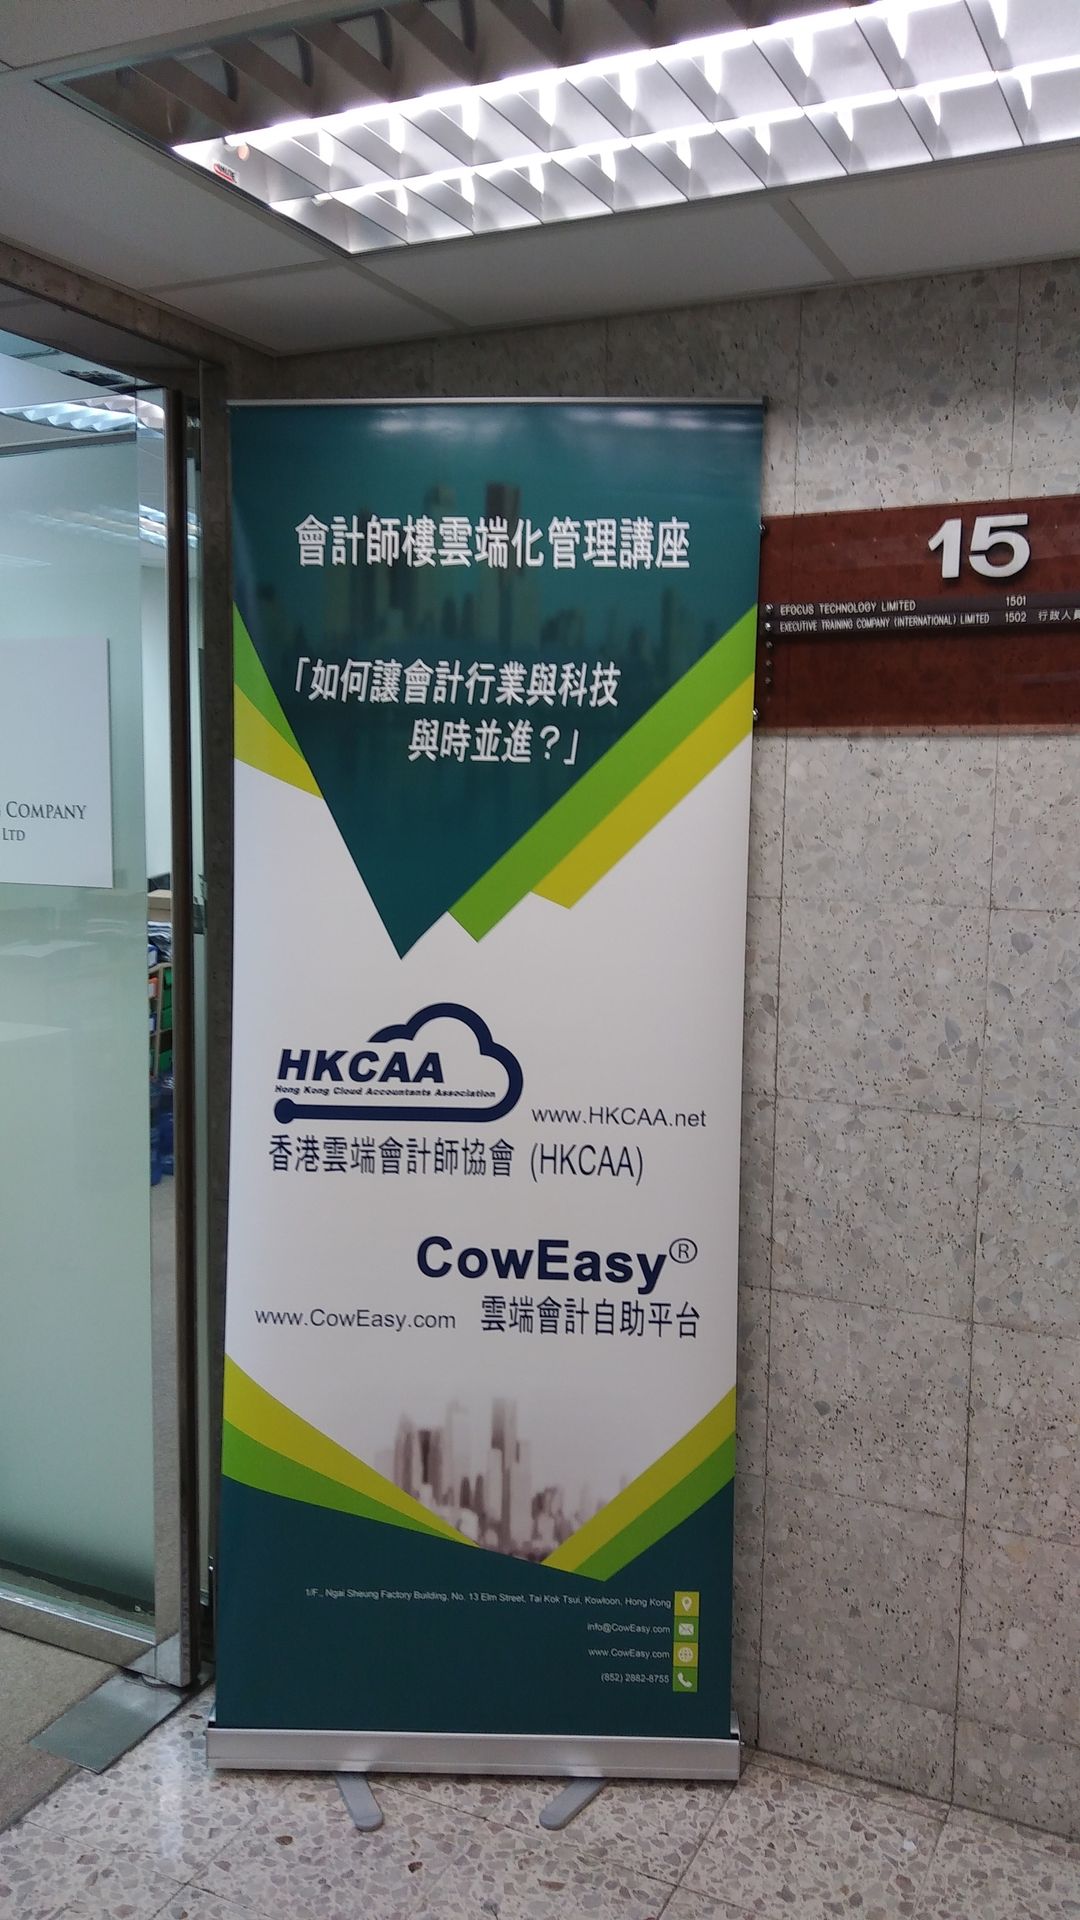 會計師樓雲端化管理講座
「如何讓會計行業與科技
與時並進？」
HKCAA
Hong Kong Cloud Accountants Association
www.HKCAA.net
香港雲端會計師協會 (HKCAA)
CowEasy®
www.CowEasy.com 雲端會計自助平台
1/F., Ngai Sheung Factory Building, No. 13 Elm Street, Tai Kok Tsui, Kowloon, Hong Kong
info@CowEasy.com
www.CowEasy.com
(852) 2882-8755
15
EFOCUS TECHNOLOGY LIMITED 1501
EXECUTIVE TRAINING COMPANY (INTERNATIONAL) LIMITED 1502 行政人員
COMPANY
LTD